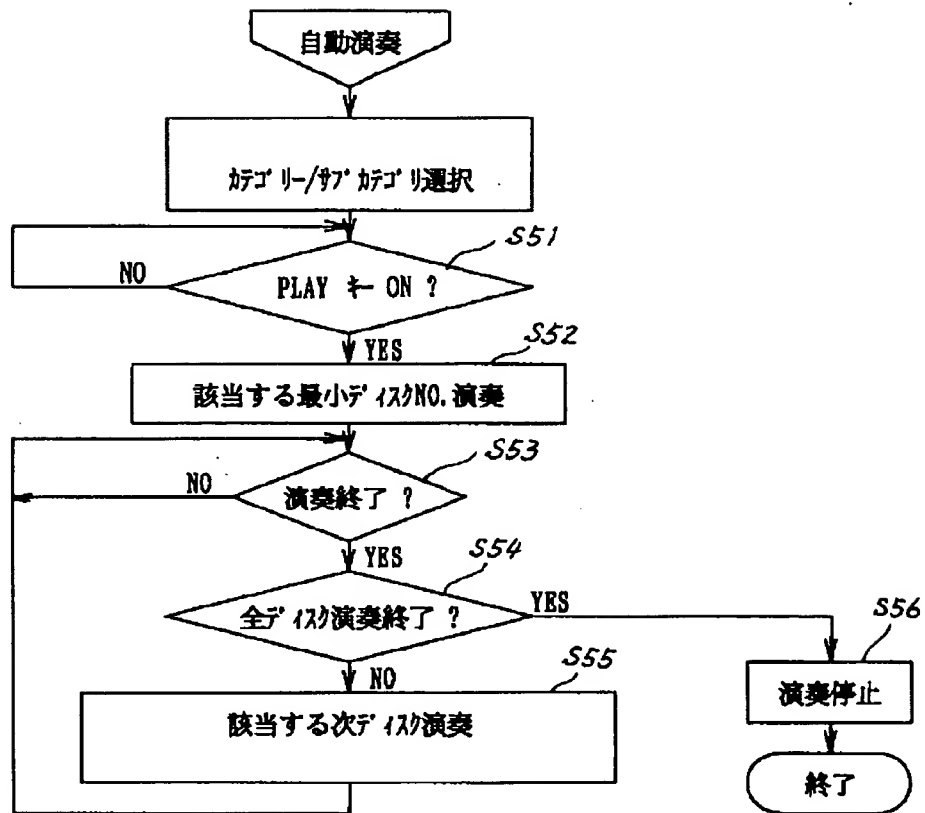 自動演奏
ｶﾃｺﾞﾘｰ/ｻﾌﾞｶﾃｺﾞﾘ選択
S51
NO
PLAY ｷｰ ON ?
YES
S52
該当する最小ﾃﾞｨｽｸNO.演奏
S53
NO
演奏終了 ?
YES
S54
全ﾃﾞｨｽｸ演奏終了 ?
YES
S56
NO
S55
演奏停止
該当する次ﾃﾞｨｽｸ演奏
終了